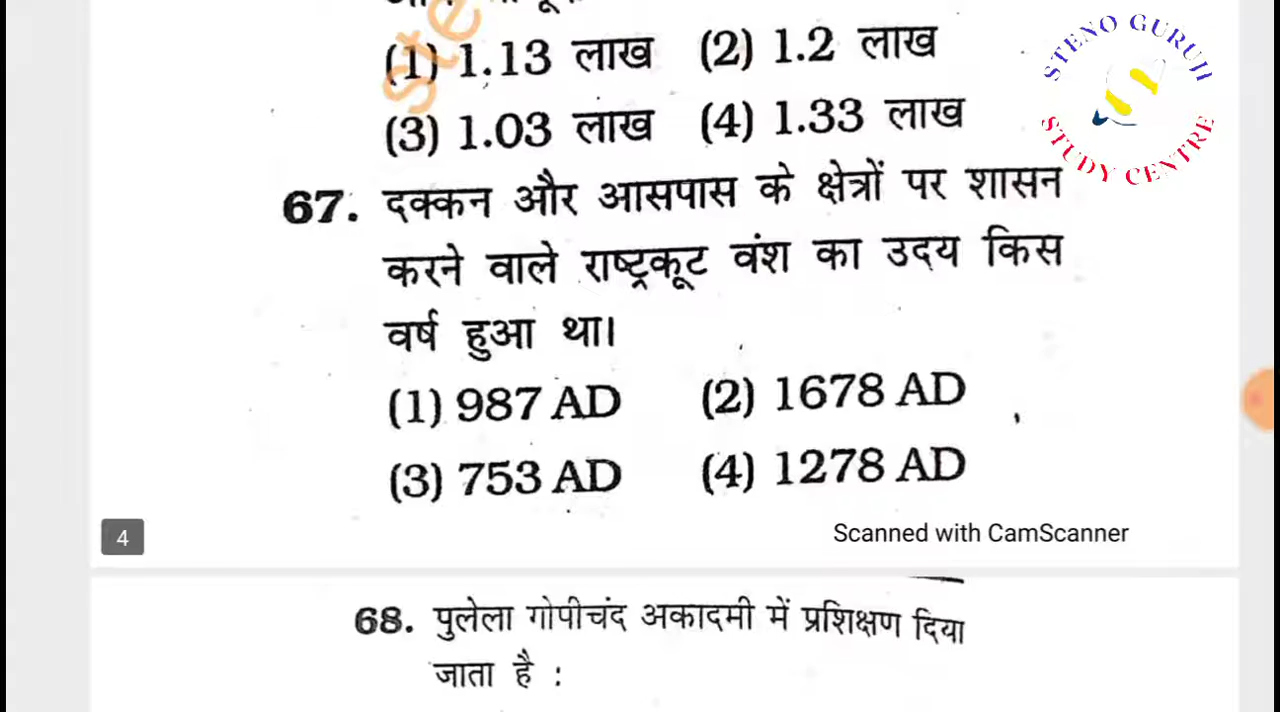 (1) 1.13 लाख (2) 1.2 लाख
(3) 1.03 लाख (4) 1.33 लाख
67. दक्कन और आसपास के क्षेत्रों पर शासन
करने वाले राष्ट्रकूट वंश का उदय किस
वर्ष हुआ था।
(1) 987 AD (2) 1678 AD
(3) 753 AD (4) 1278 AD
4
Scanned with CamScanner
68. पुलेला गोपीचंद अकादमी में प्रशिक्षण दिया
जाता है :
STENO GURUJI
STUDY CENTRE
ste